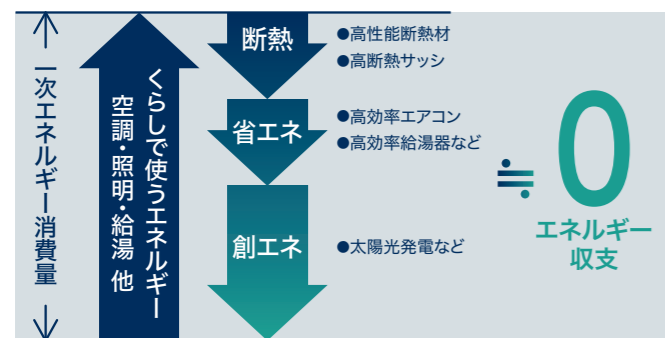 一次エネルギー消費量
くらしで使うエネルギー
空調・照明・給湯 他
断熱
●高性能断熱材
●高断熱サッシ
省エネ
●高効率エアコン
●高効率給湯器など
創エネ
●太陽光発電など
≒0
エネルギー
収支